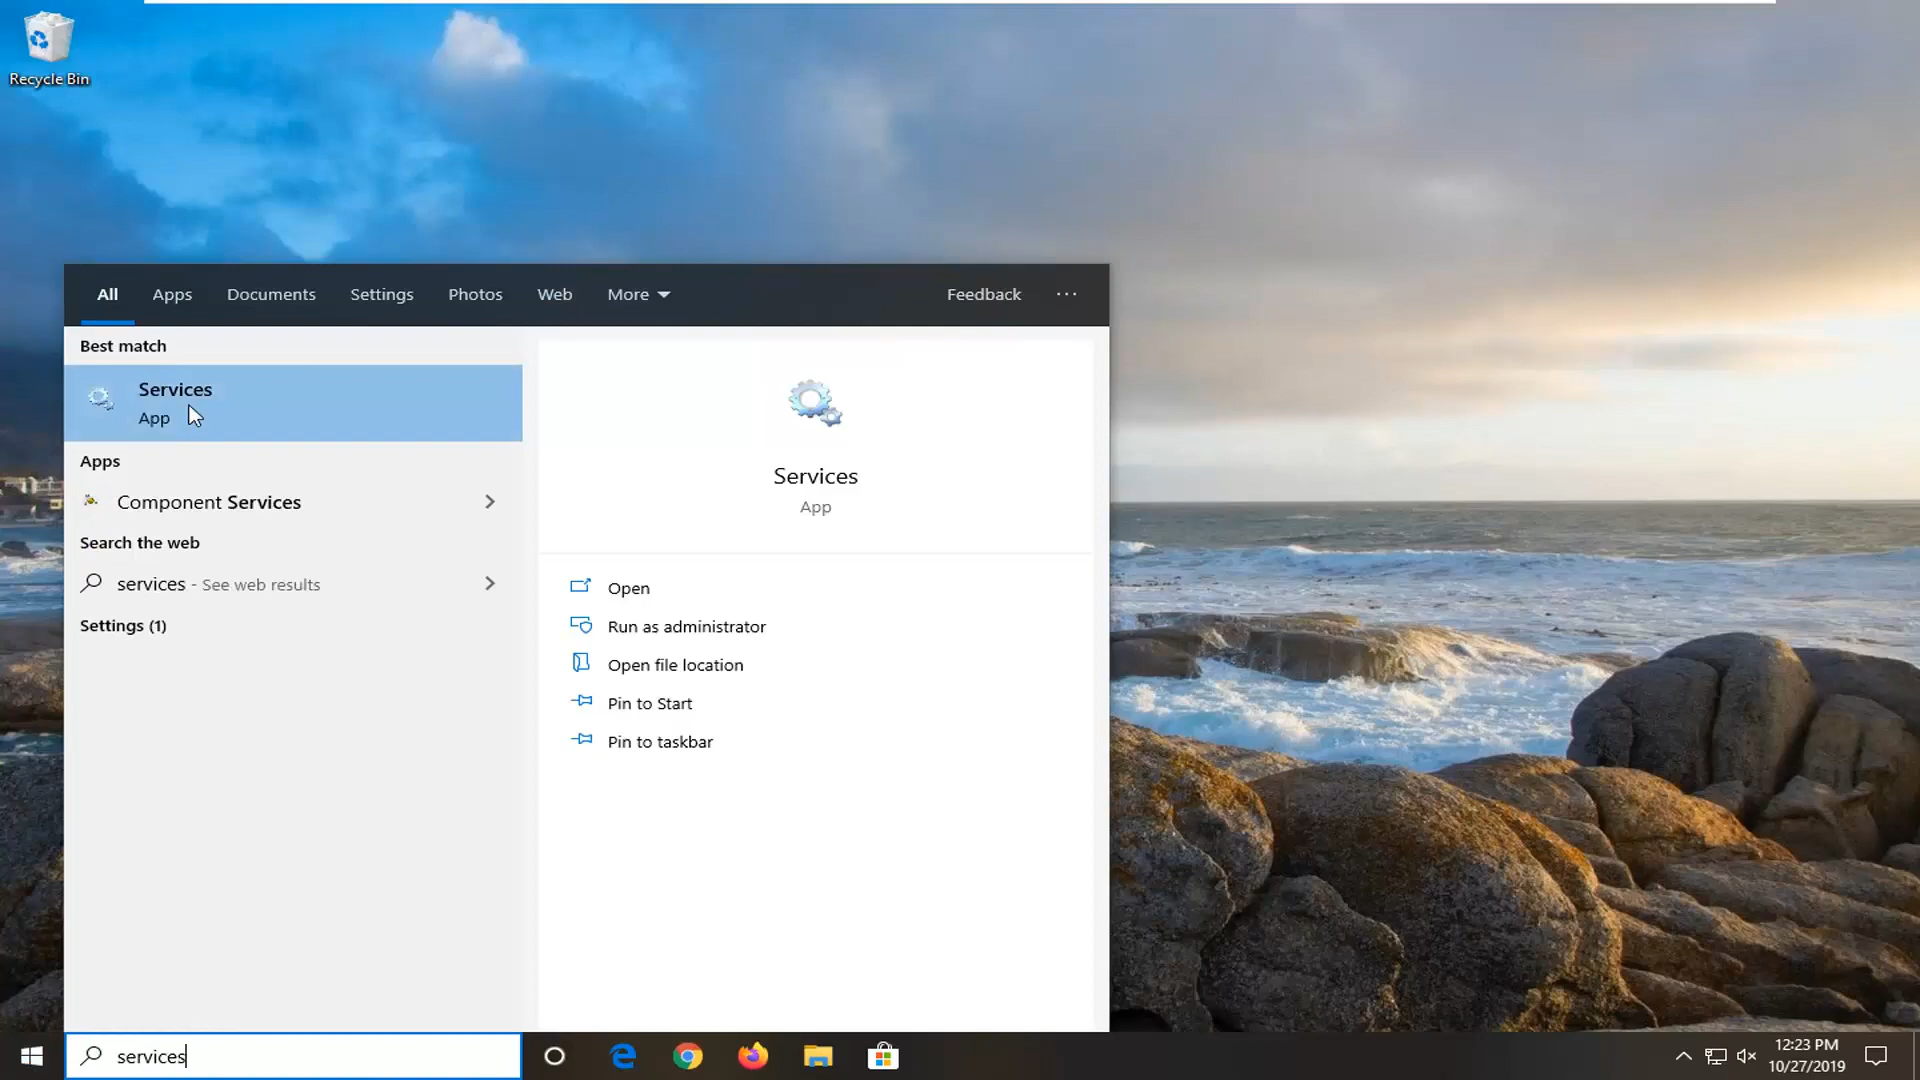 Recycle Bin
All Apps Documents Settings Photos Web More Feedback ···
Best match
Services
App
Apps
Component Services
Search the web
services - See web results
Settings (1)
Services
App
Open
Run as administrator
Open file location
Pin to Start
Pin to taskbar
services
12:23 PM
10/27/2019